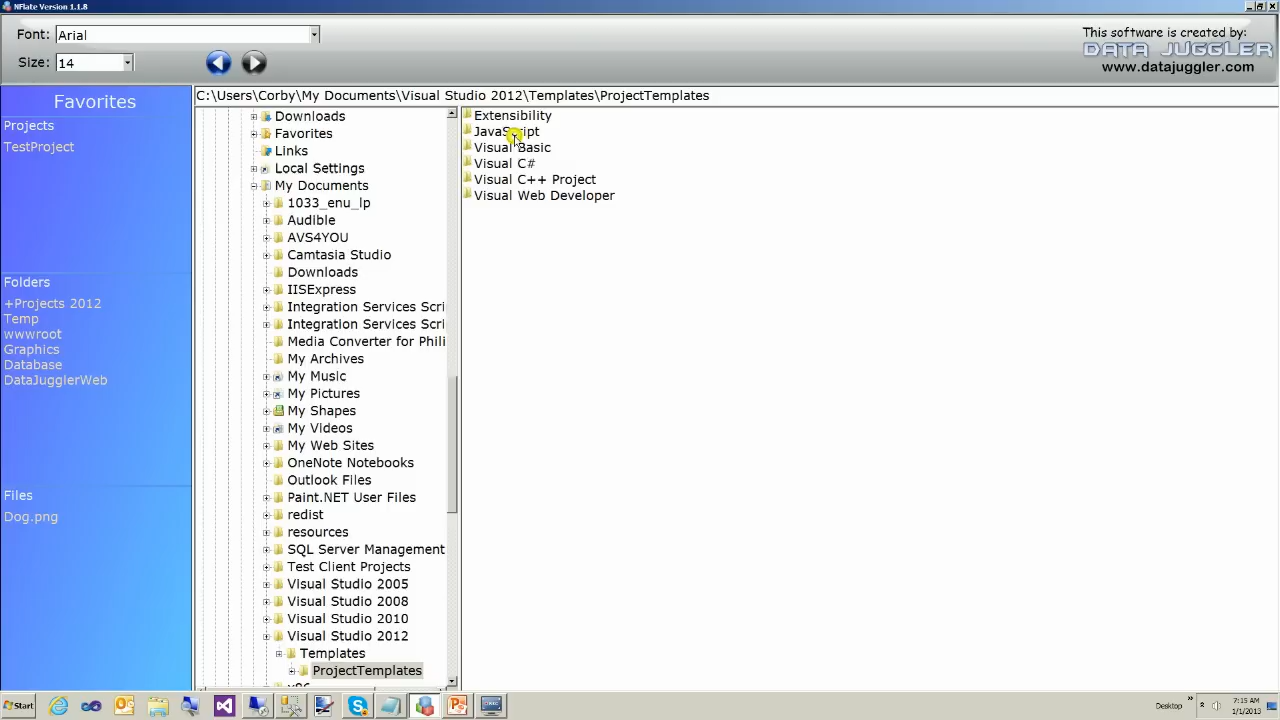 NFlate Version 1.1.8
Font: Arial
This software is created by:
DATA JUGGLER
Size: 14
www.datajuggler.com
Favorites
Projects
TestProject
Folders
+Projects 2012
Temp
wwwroot
Graphics
Database
DataJugglerWeb
Files
Dog.png
C:\Users\Corby\My Documents\Visual Studio 2012\Templates\ProjectTemplates
Downloads
Favorites
Links
Local Settings
My Documents
1033_enu_lp
Audible
AVS4YOU
Camtasia Studio
Downloads
IISExpress
Integration Services Scri
Integration Services Scri
Media Converter for Phili
My Archives
My Music
My Pictures
My Shapes
My Videos
My Web Sites
OneNote Notebooks
Outlook Files
Paint.NET User Files
redist
resources
SQL Server Management
Test Client Projects
Visual Studio 2005
Visual Studio 2008
Visual Studio 2010
Visual Studio 2012
Templates
ProjectTemplates
Extensibility
JavaScript
Visual Basic
Visual C#
Visual C++ Project
Visual Web Developer
Start
Desktop
7:15 AM
1/1/2013